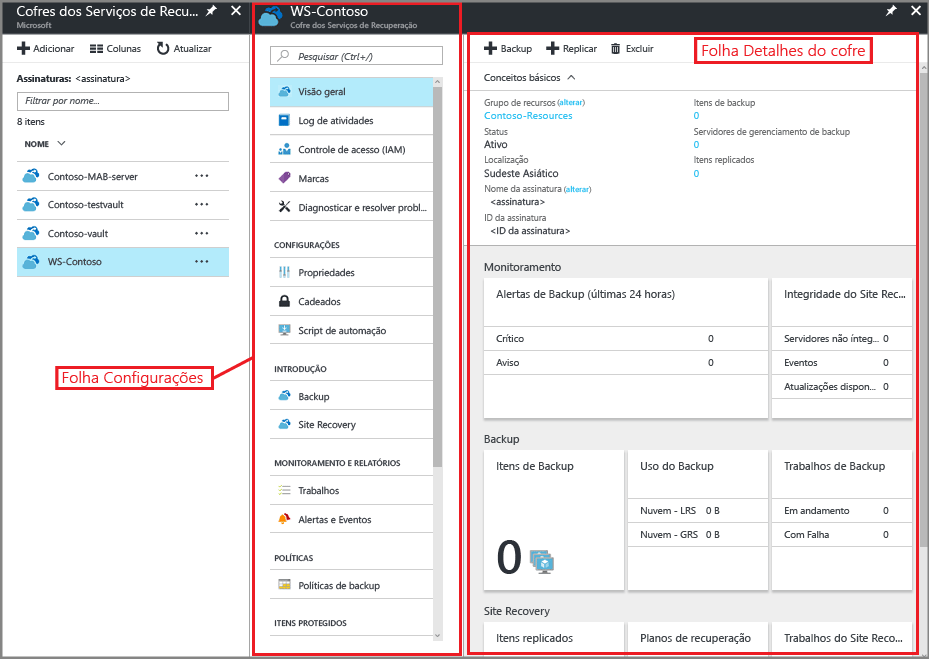 Cofres dos Serviços de Recu...
Microsoft
Adicionar Colunas Atualizar
Assinaturas: <assinatura>
Filtrar por nome...
8 itens
NOME
Contoso-MAB-server ...
Contoso-testvault ...
Contoso-vault ...
WS-Contoso ...
Folha Configurações
WS-Contoso
Cofre dos Serviços de Recuperação
Pesquisar (Ctrl+/)
Visão geral
Log de atividades
Controle de acesso (IAM)
Marcas
Diagnosticar e resolver probl...
CONFIGURAÇÕES
Propriedades
Cadeados
Script de automação
INTRODUÇÃO
Backup
Site Recovery
MONITORAMENTO E RELATÓRIOS
Trabalhos
Alertas e Eventos
POLÍTICAS
Políticas de backup
ITENS PROTEGIDOS
Backup Replicar Excluir
Folha Detalhes do cofre
Conceitos básicos
Grupo de recursos (alterar)
Contoso-Resources
Status
Ativo
Localização
Sudeste Asiático
Nome da assinatura (alterar)
<assinatura>
ID da assinatura
<ID da assinatura>
Itens de backup
0
Servidores de gerenciamento de backup
0
Itens replicados
0
Monitoramento
Alertas de Backup (últimas 24 horas)
Crítico 0
Aviso 0
Integridade do Site Rec...
Servidores não ínteg... 0
Eventos 0
Atualizações dispon... 0
Backup
Itens de Backup
0
Uso do Backup
Nuvem - LRS 0 B
Nuvem - GRS 0 B
Trabalhos de Backup
Em andamento 0
Com Falha 0
Site Recovery
Itens replicados
Planos de recuperação
Trabalhos do Site Reco...